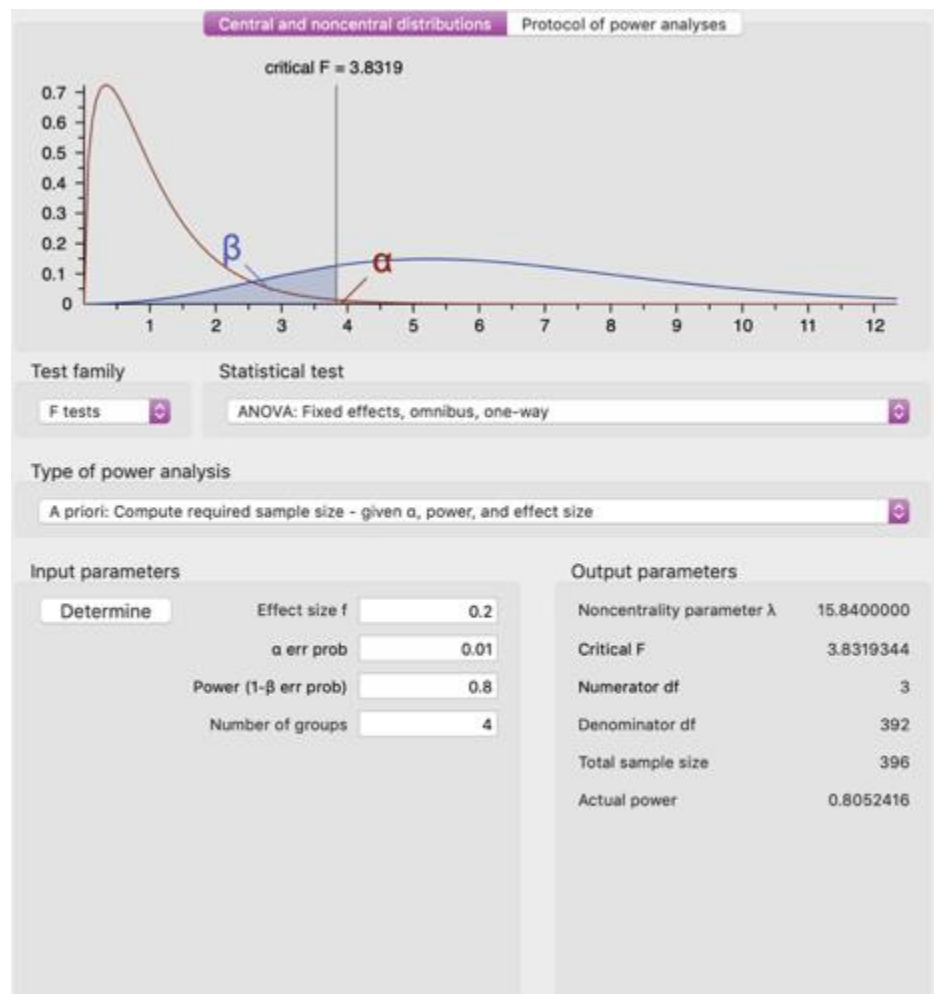 Central and noncentral distributions Protocol of power analyses
critical F = 3.8319
0.7
0.6
0.5
0.4
0.3
0.2
0.1
0
β
α
1 2 3 4 5 6 7 8 9 10 11 12
Test family Statistical test
F tests ANOVA: Fixed effects, omnibus, one-way
Type of power analysis
A priori: Compute required sample size - given α, power, and effect size
Input parameters Output parameters
Determine Effect size f 0.2 Noncentrality parameter λ 15.8400000
α err prob 0.01 Critical F 3.8319344
Power (1-β err prob) 0.8 Numerator df 3
Number of groups 4 Denominator df 392
Total sample size 396
Actual power 0.8052416